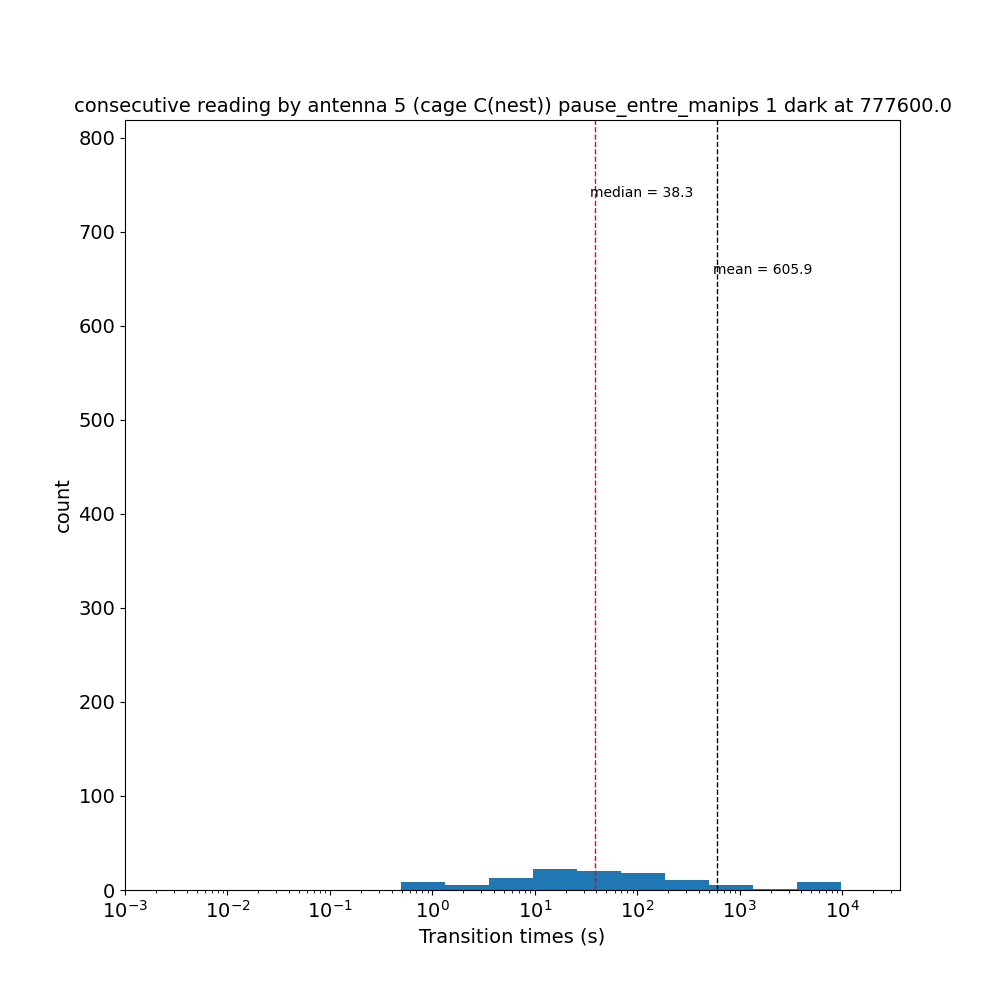 consecutive reading by antenna 5 (cage C(nest)) pause_entre_manips 1 dark at 777600.0
800
median = 38.3
700
mean = 605.9
600
500
count
400
300
200
100
0
10⁻³ 10⁻² 10⁻¹ 10⁰ 10¹ 10² 10³ 10⁴
Transition times (s)